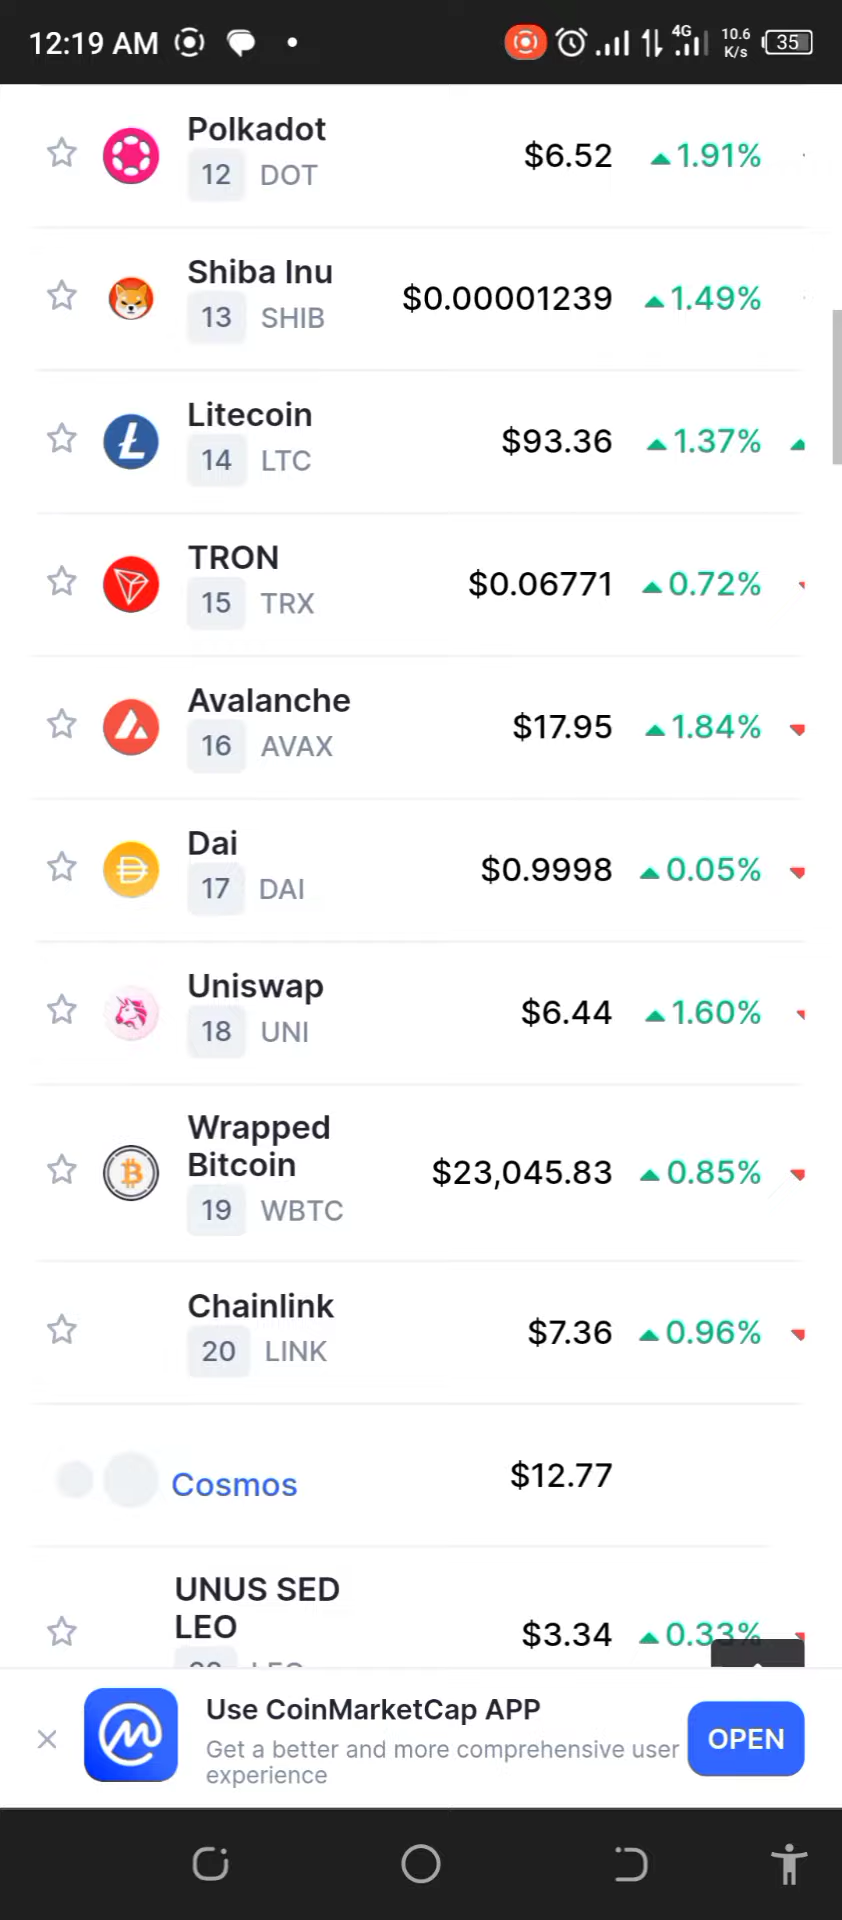 12:19 AM 4G 10.6 K/s 35
Polkadot
12 DOT $6.52 1.91%
Shiba Inu
13 SHIB $0.00001239 1.49%
Litecoin
14 LTC $93.36 1.37%
TRON
15 TRX $0.06771 0.72%
Avalanche
16 AVAX $17.95 1.84%
Dai
17 DAI $0.9998 0.05%
Uniswap
18 UNI $6.44 1.60%
Wrapped
Bitcoin
19 WBTC $23,045.83 0.85%
Chainlink
20 LINK $7.36 0.96%
Cosmos $12.77
UNUS SED
LEO $3.34 0.33%
Use CoinMarketCap APP
Get a better and more comprehensive user
experience
OPEN